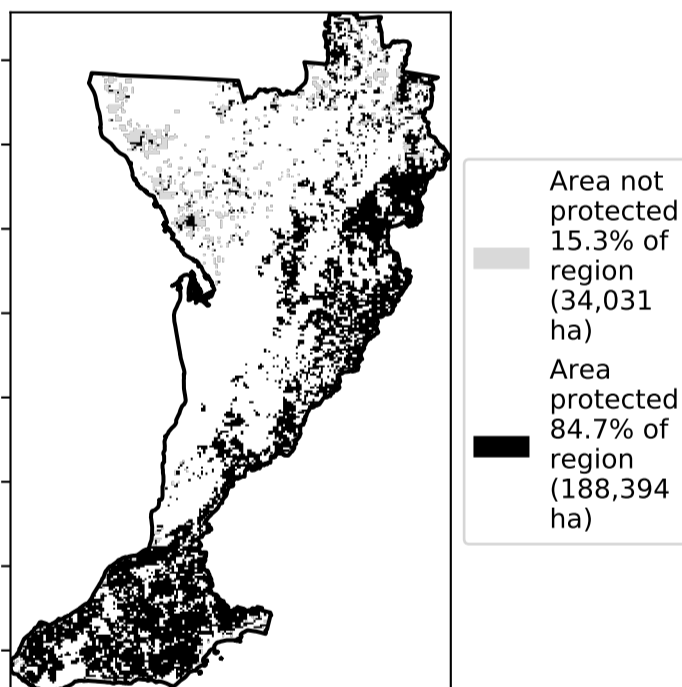 Area not
protected
15.3% of
region
(34,031
ha)
Area
protected
84.7% of
region
(188,394
ha)